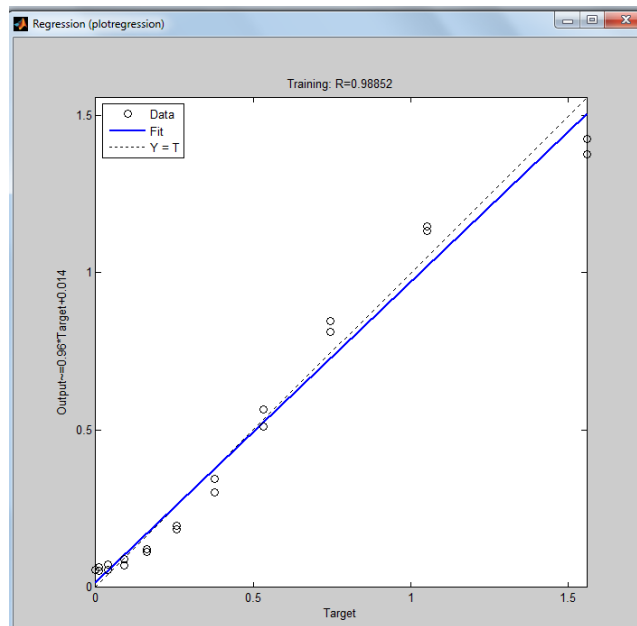 Regression (plotregression)
Training: R=0.98852
Data
Fit
Y = T
1.5
1
0.5
0
0
0.5
1
1.5
Output~=0.96*Target+0.014
Target